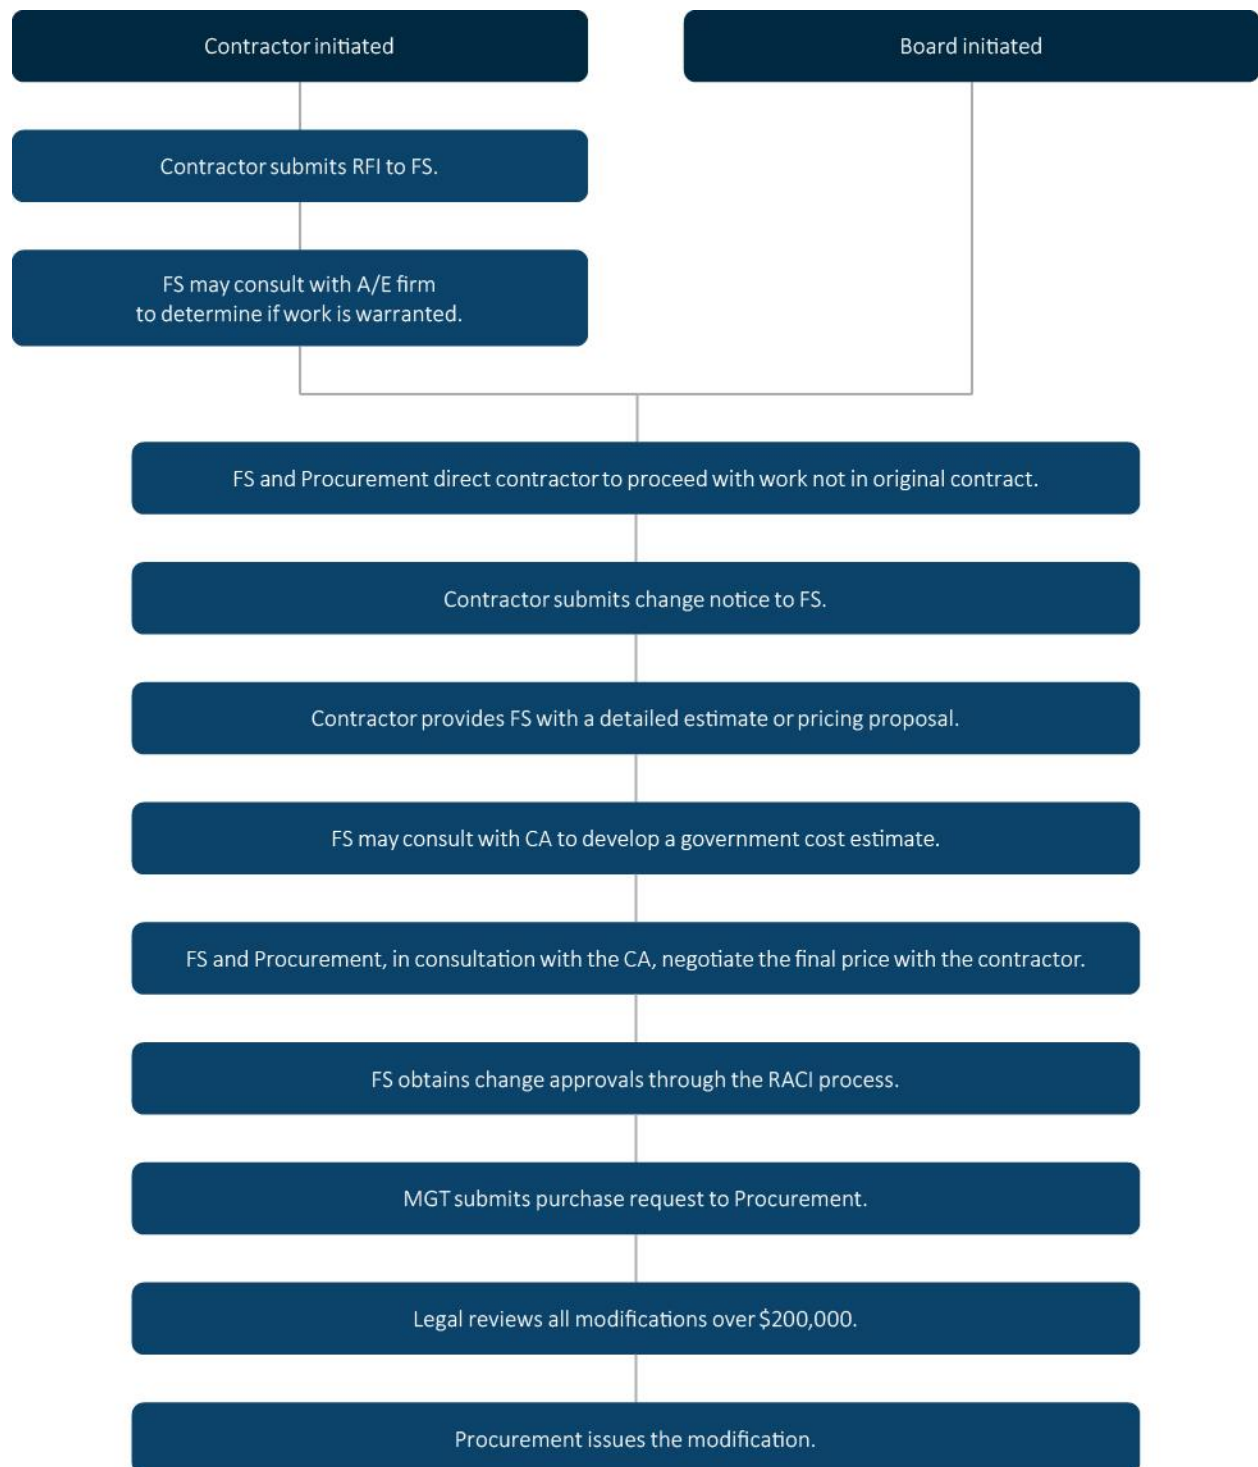 Contractor initiated
Board initiated
Contractor submits RFI to FS.
FS may consult with A/E firm
to determine if work is warranted.
FS and Procurement direct contractor to proceed with work not in original contract.
Contractor submits change notice to FS.
Contractor provides FS with a detailed estimate or pricing proposal.
FS may consult with CA to develop a government cost estimate.
FS and Procurement, in consultation with the CA, negotiate the final price with the contractor.
FS obtains change approvals through the RACI process.
MGT submits purchase request to Procurement.
Legal reviews all modifications over $200,000.
Procurement issues the modification.